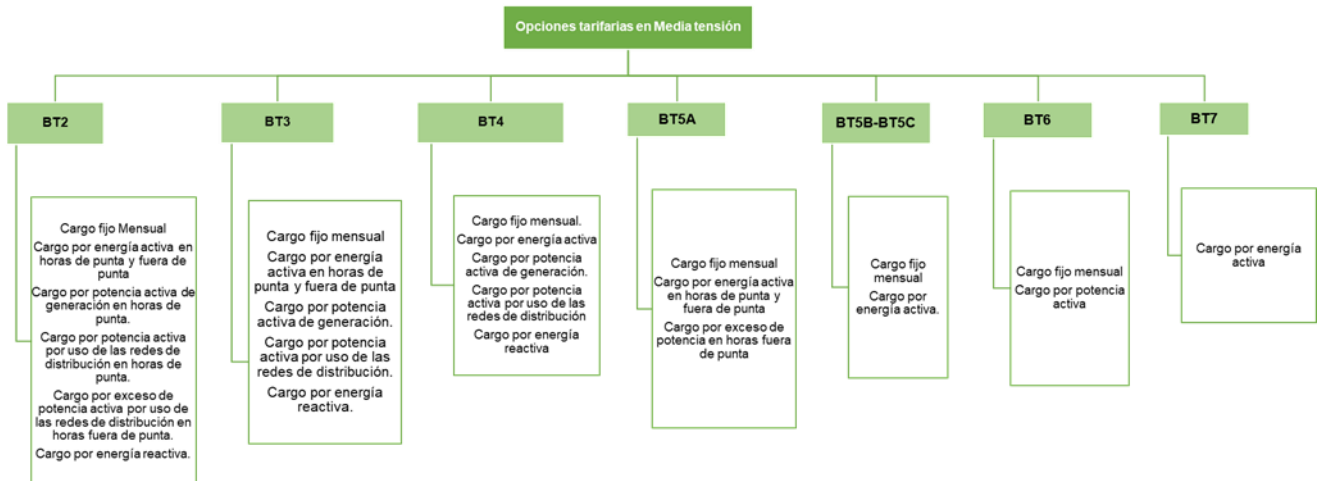 Opciones tarifarias en Media tensión
BT2
BT3
BT4
BT5A
BT5B-BT5C
BT6
BT7
Cargo fijo Mensual
Cargo por energía activa en
horas de punta y fuera de
punta
Cargo por potencia activa de
generación en horas de
punta.
Cargo por potencia activa
por uso de las redes de
distribución en horas de
punta.
Cargo por exceso de
potencia activa por uso de
las redes de distribución en
horas fuera de punta.
Cargo por energía reactiva.
Cargo fijo mensual
Cargo por energía
activa en horas de
punta y fuera de punta
Cargo por potencia
activa de generación.
Cargo por potencia
activa por uso de las
redes de distribución.
Cargo por energía
reactiva.
Cargo fijo mensual.
Cargo por energía activa
Cargo por potencia
activa de generación.
Cargo por potencia
activa por uso de las
redes de distribución
Cargo por energía
reactiva
Cargo fijo mensual
Cargo por energía activa
en horas de punta y
fuera de punta
Cargo por exceso de
potencia en horas fuera
de punta
Cargo fijo
mensual
Cargo por
energía activa.
Cargo fijo mensual
Cargo por potencia
activa
Cargo por energía
activa